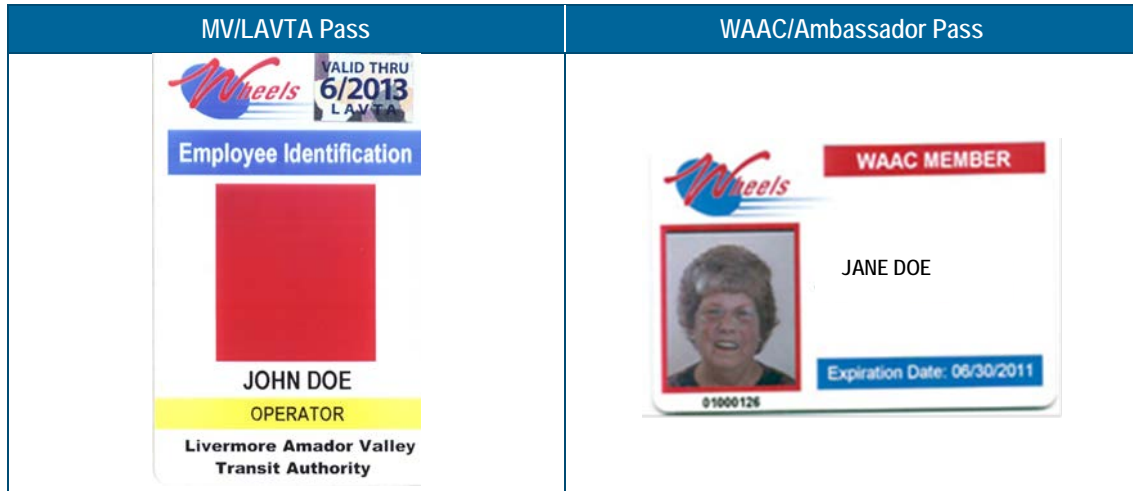 MV/LAVTA Pass
WAAC/Ambassador Pass
Wheels
VALID THRU
6/2013
LAVTA
Employee Identification
JOHN DOE
OPERATOR
Livermore Amador Valley
Transit Authority
Wheels
WAAC MEMBER
JANE DOE
Expiration Date: 06/30/2011
01000126